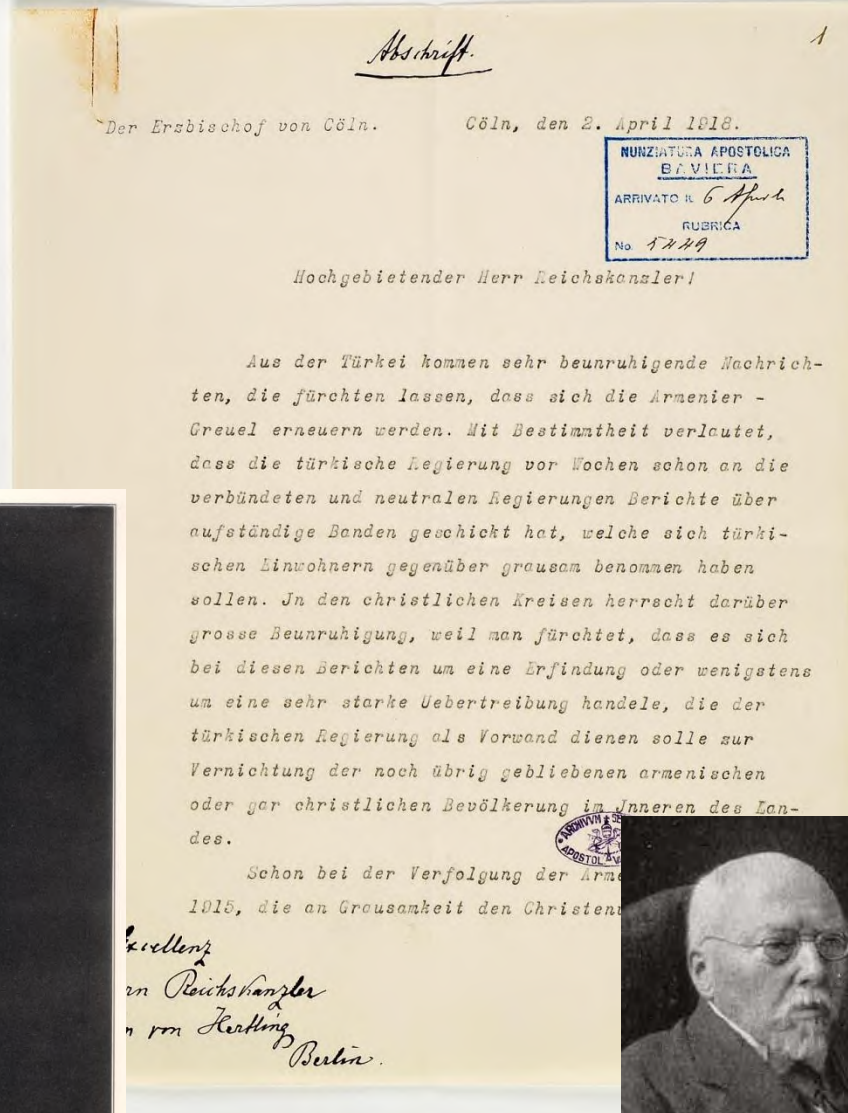 Abschrift.
1
Der Erzbischof von Cöln.
Cöln, den 2. April 1918.
NUNZIATURA APOSTOLICA
BAVIERA
ARRIVATO IL 6 Aprile
RUBRICA
No.
Hochgebietender Herr Reichskanzler!
Aus der Türkei kommen sehr beunruhigende Nachrich-
ten, die fürchten lassen, dass sich die Armenier -
Greuel erneuern werden. Mit Bestimmtheit verlautet,
dass die türkische Regierung vor Wochen schon an die
verbündeten und neutralen Regierungen Berichte über
aufständige Banden geschickt hat, welche sich türki-
schen Einwohnern gegenüber grausam benommen haben
sollen. Jn den christlichen Kreisen herrscht darüber
grosse Beunruhigung, weil man fürchtet, dass es sich
bei diesen Berichten um eine Erfindung oder wenigstens
um eine sehr starke Uebertreibung handele, die der
türkischen Regierung als Vorwand dienen solle zur
Vernichtung der noch übrig gebliebenen armenischen
oder gar christlichen Bevölkerung im Jnneren des Lan-
des.
ARCHIVVM SE
APOSTOL VA
Schon bei der Verfolgung der Arme
1915, die an Grausamkeit den Christen
xcellenz
rn Reichskanzler
n von Hertling
Berlin.